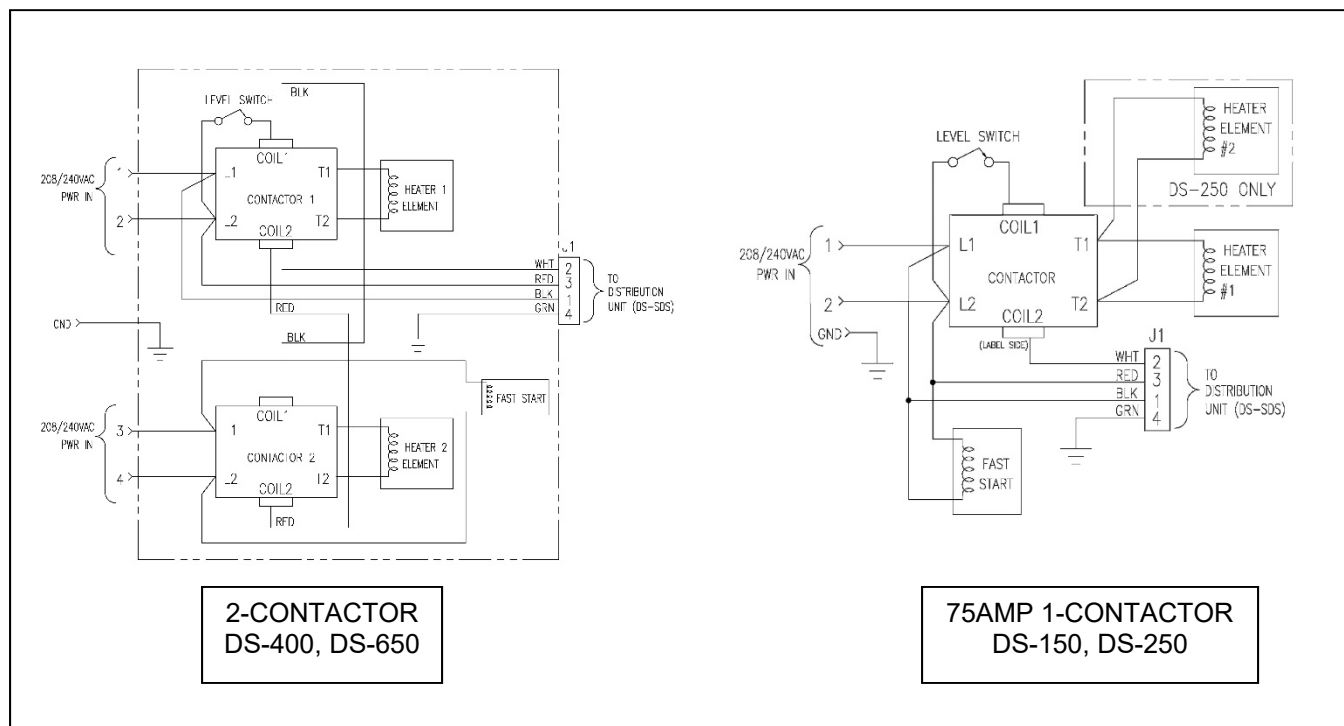 BLK
LEVEL SWITCH
COIL1
1
208/240VAC
PWR IN
_1
T1
CONTACTOR 1
HEATER 1
ELEMENT
2
_2
T2
COIL2
J1
WHT 2
RED 3
BLK 1
GRN 4
TO
DISTRIBUTION
UNIT (DS-SDS)
RED
GND
BLK
FAST START
COIL1
3
208/240VAC
PWR IN
1
T1
CONTACTOR 2
HEATER 2
ELEMENT
4
_2
T2
COIL2
RED
2-CONTACTOR
DS-400, DS-650
HEATER
ELEMENT
#2
DS-250 ONLY
LEVEL SWITCH
COIL1
1
208/240VAC
PWR IN
L1
T1
CONTACTOR
HEATER
ELEMENT
#1
2
L2
T2
COIL2
(LABEL SIDE)
GND
J1
WHT 2
RED 3
BLK 1
GRN 4
TO
DISTRIBUTION
UNIT (DS-SDS)
FAST
START
75AMP 1-CONTACTOR
DS-150, DS-250